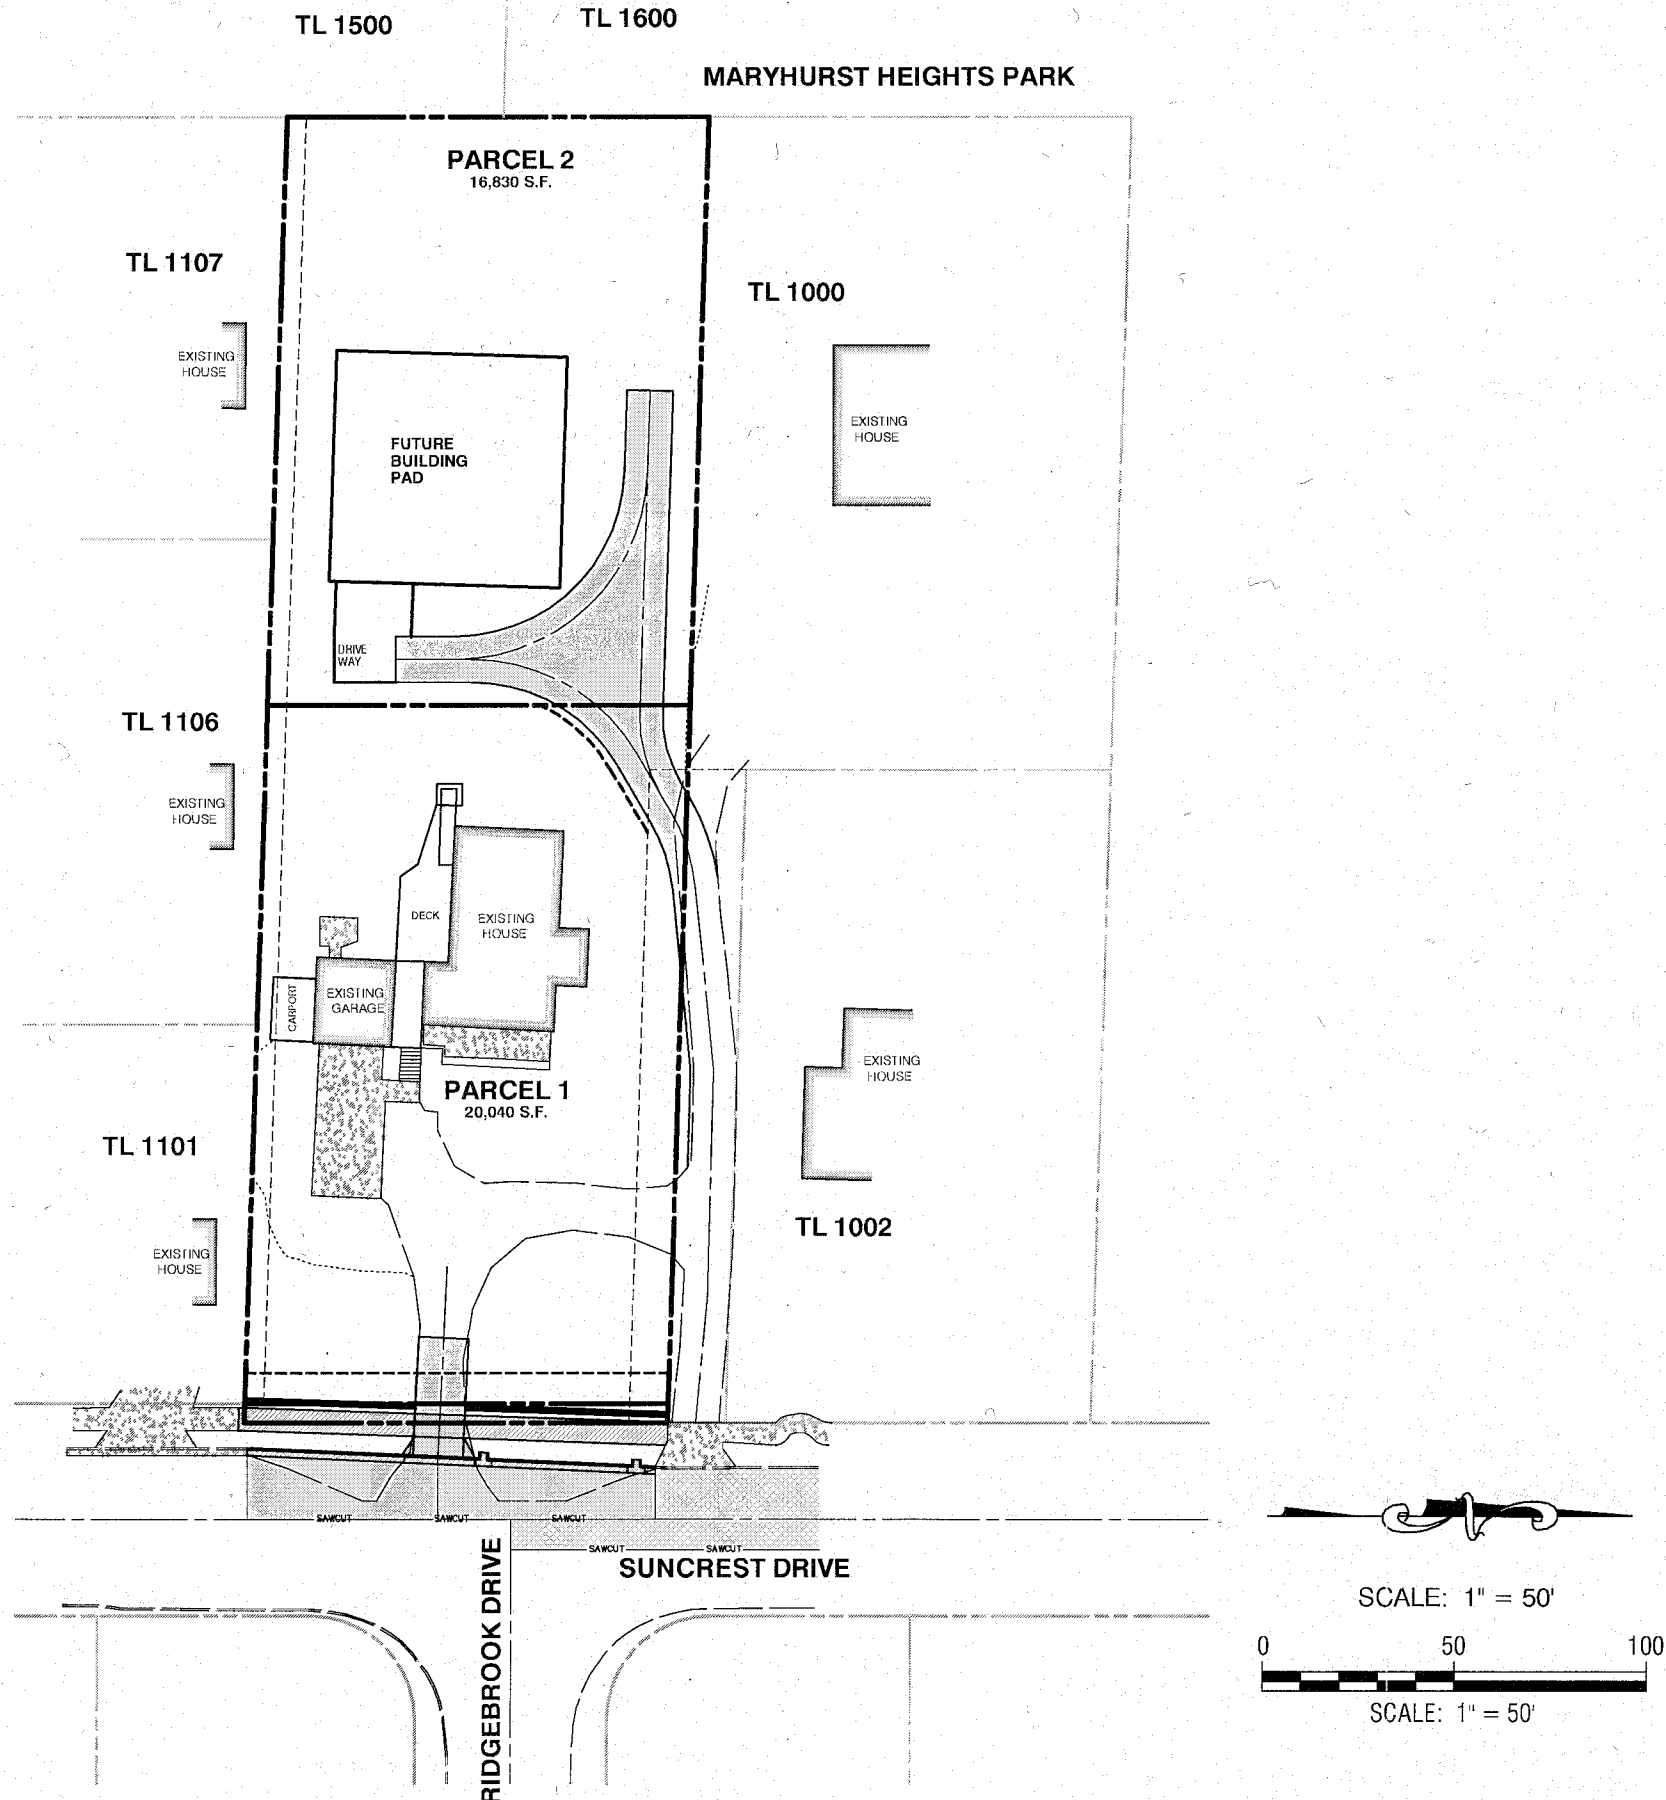 TL 1500
TL 1600
MARYHURST HEIGHTS PARK
PARCEL 2
16,830 S.F.
TL 1107
TL 1000
EXISTING
HOUSE
EXISTING
HOUSE
FUTURE
BUILDING
PAD
DRIVE
WAY
TL 1106
EXISTING
HOUSE
DECK
EXISTING
HOUSE
CARPORT
EXISTING
GARAGE
EXISTING
HOUSE
PARCEL 1
20,040 S.F.
TL 1101
TL 1002
EXISTING
HOUSE
SAWCUT
SAWCUT
SAWCUT
SAWCUT
SAWCUT
SUNCREST DRIVE
RIDGEBROOK DRIVE
SCALE: 1" = 50'
0 50 100
SCALE: 1" = 50'